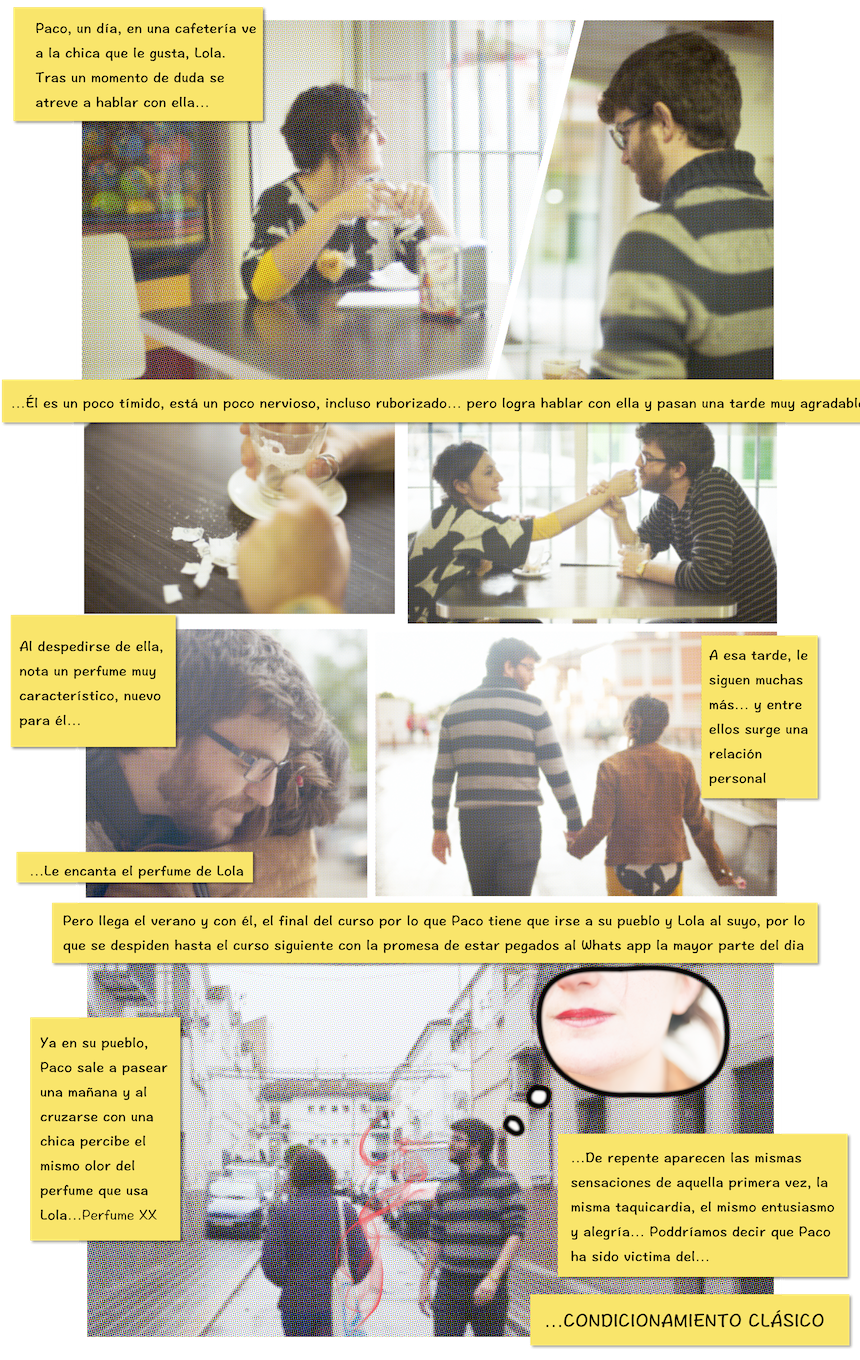 Paco, un día, en una cafetería ve
a la chica que le gusta, Lola.
Tras un momento de duda se
atreve a hablar con ella...
...Él es un poco tímido, está un poco nervioso, incluso ruborizado... pero logra hablar con ella y pasan una tarde muy agradable
Al despedirse de ella,
nota un perfume muy
característico, nuevo
para él...
A esa tarde, le
siguen muchas
más... y entre
ellos surge una
relación
personal
...Le encanta el perfume de Lola
Pero llega el verano y con él, el final del curso por lo que Paco tiene que irse a su pueblo y Lola al suyo, por lo
que se despiden hasta el curso siguiente con la promesa de estar pegados al Whats app la mayor parte del dia
Ya en su pueblo,
Paco sale a pasear
una mañana y al
cruzarse con una
chica percibe el
mismo olor del
perfume que usa
Lola...Perfume XX
...De repente aparecen las mismas
sensaciones de aquella primera vez, la
misma taquicardia, el mismo entusiasmo
y alegría... Poddríamos decir que Paco
ha sido victima del...
...CONDICIONAMIENTO CLÁSICO